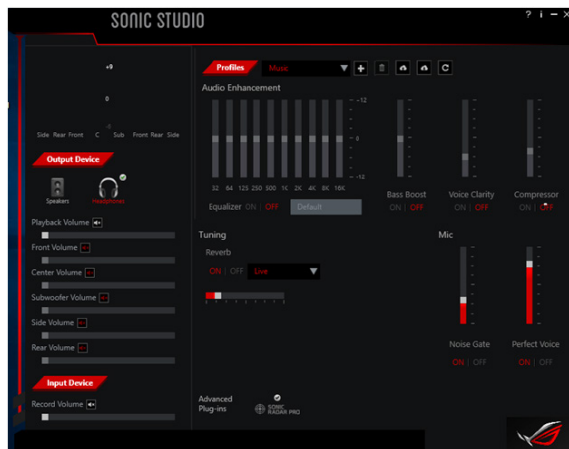 SONIC STUDIO
? i
+9
0
-9
Side Rear Front C Sub Front Rear Side
Output Device
Speakers
Headphones
Playback Volume
Front Volume
Center Volume
Subwoofer Volume
Side Volume
Rear Volume
Input Device
Record Volume
Profiles
Music
Audio Enhancement
+12
0
-12
32 64 125 250 500 1K 2K 4K 8K 16K
Equalizer ON | OFF Default
Bass Boost Voice Clarity Compressor
ON | OFF ON | OFF ON | OFF
Tuning
Reverb
ON | OFF Live
Mic
Noise Gate Perfect Voice
ON | OFF ON | OFF
Advanced
Plug-ins
SONIC
RADAR PRO